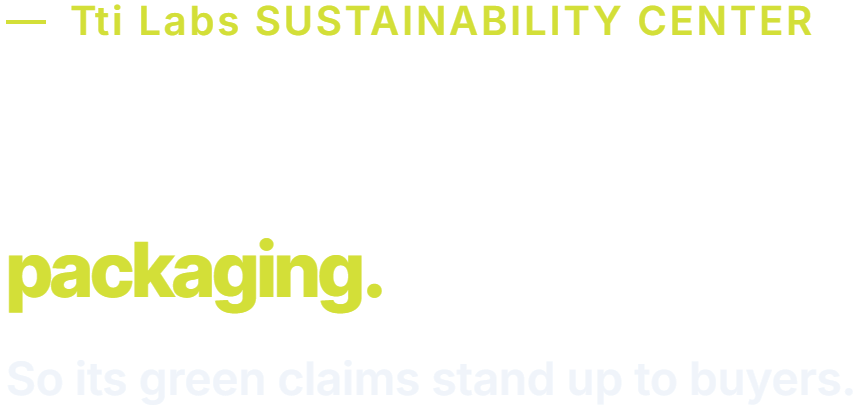 — Tti Labs SUSTAINABILITY CENTER
packaging.
So its green claims stand up to buyers.